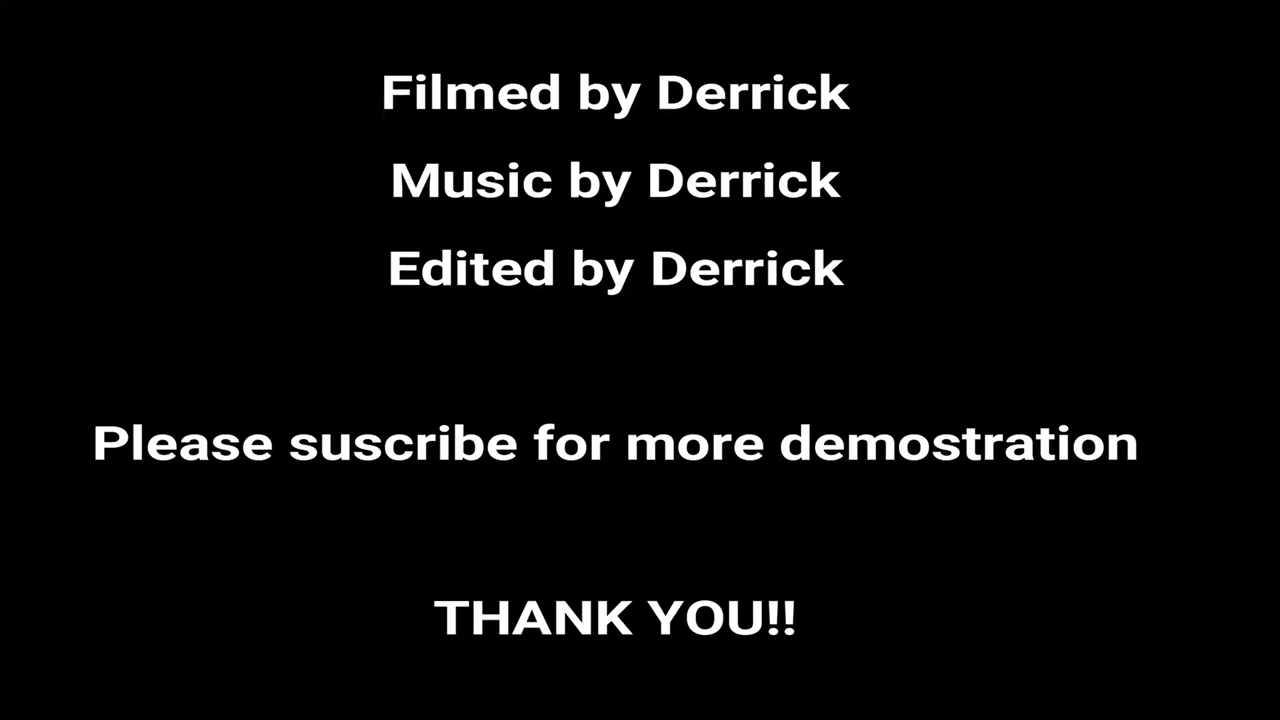 Filmed by Derrick
Music by Derrick
Edited by Derrick
Please suscribe for more demostration
THANK YOU!!